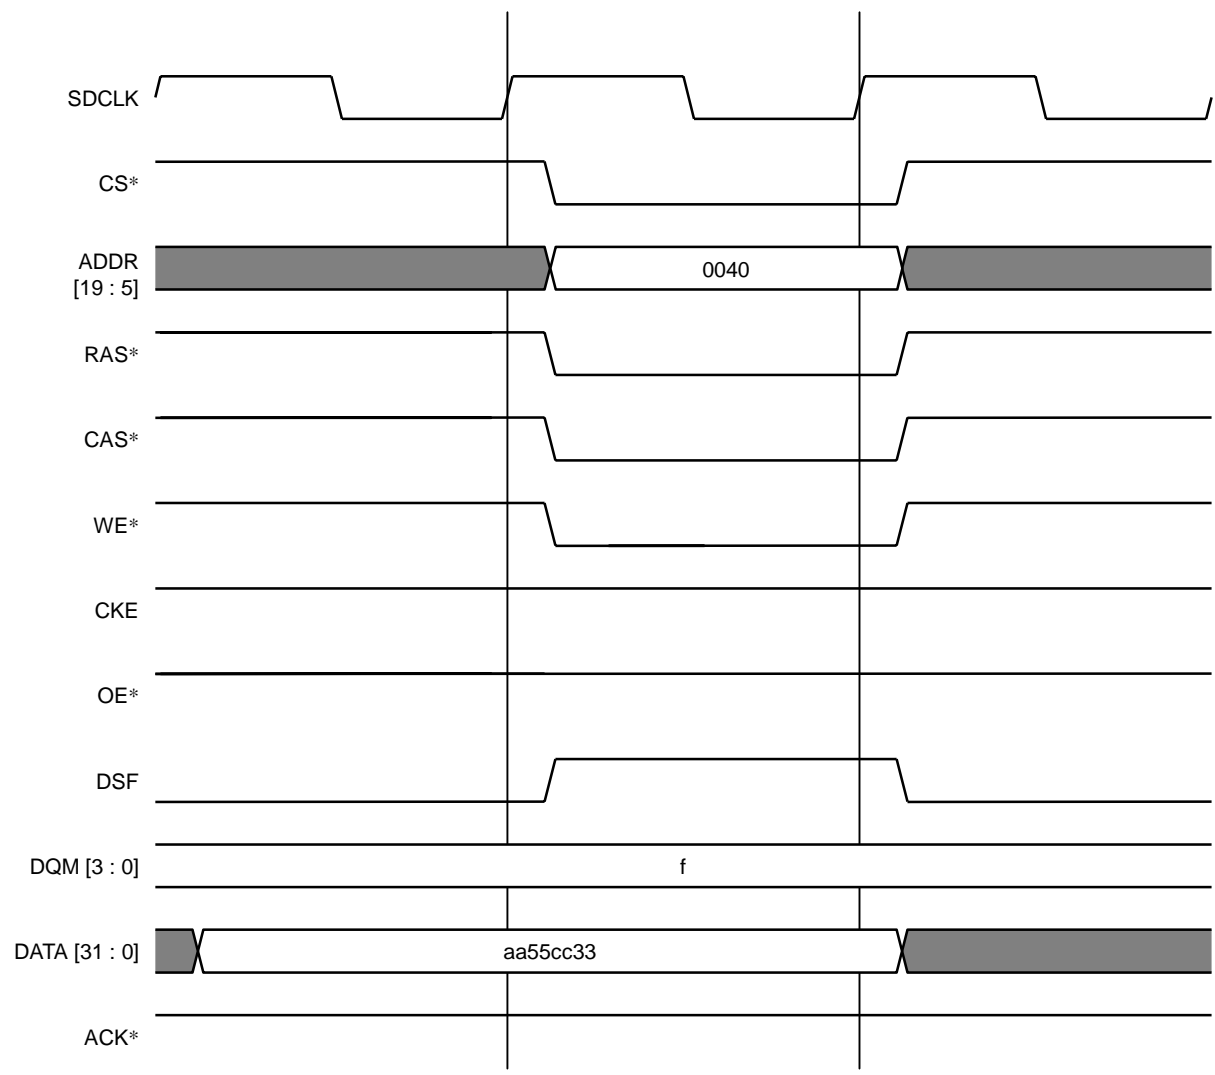 SDCLK
CS*
ADDR
[19 : 5]
0040
RAS*
CAS*
WE*
CKE
OE*
DSF
DQM [3 : 0]
f
DATA [31 : 0]
aa55cc33
ACK*